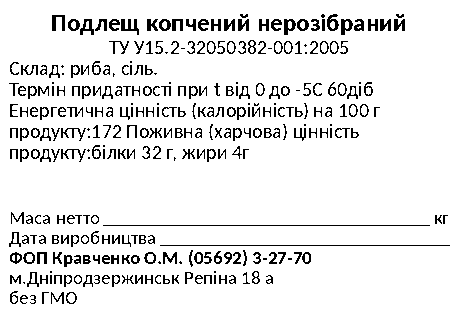 Подлещ копчений нерозібраний
ТУ У15.2-32050382-001:2005
Склад: риба, сіль.
Термін придатності при t від 0 до -5С 60діб
Енергетична цінність (калорійність) на 100 г
продукту:172 Поживна (харчова) цінність
продукту:білки 32 г, жири 4г
Маса нетто ________________________________ кг
Дата виробництва ____________________________
ФОП Кравченко О.М. (05692) 3-27-70
м.Дніпродзержинськ Репіна 18 а
без ГМО